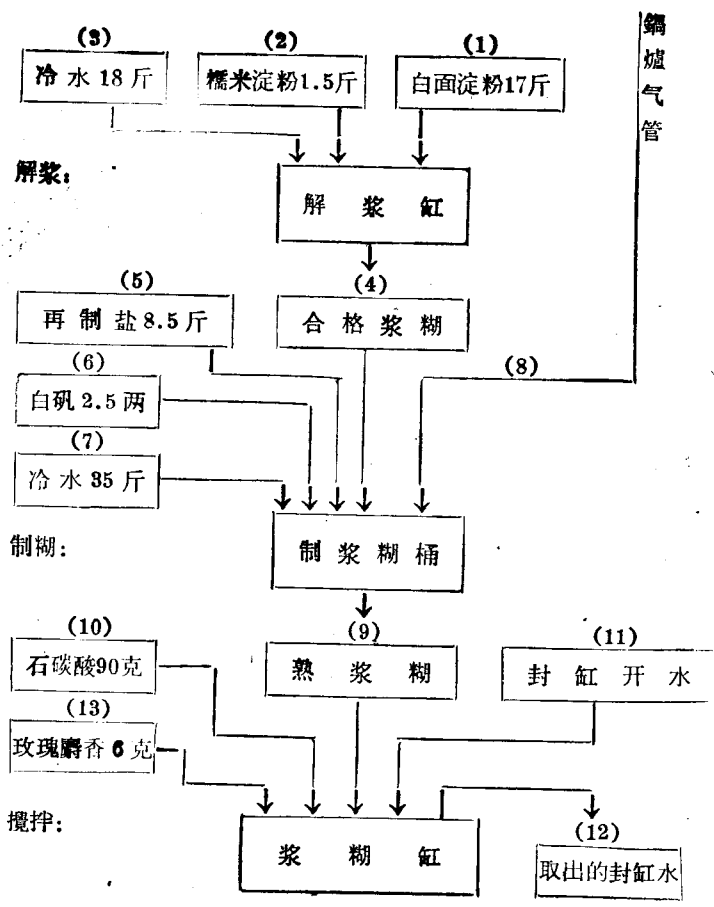 (3)
冷水18斤
(2)
糯米淀粉1.5斤
(1)
白面淀粉17斤
鍋爐气管
解浆：
解浆缸
(5)
再制盐8.5斤
(4)
合格浆糊
(8)
(6)
白矾2.5两
(7)
冷水35斤
制糊：
制浆糊桶
(10)
石碳酸90克
(9)
熟浆糊
(11)
封缸开水
(13)
玫瑰麝香6克
攪拌：
浆糊缸
(12)
取出的封缸水